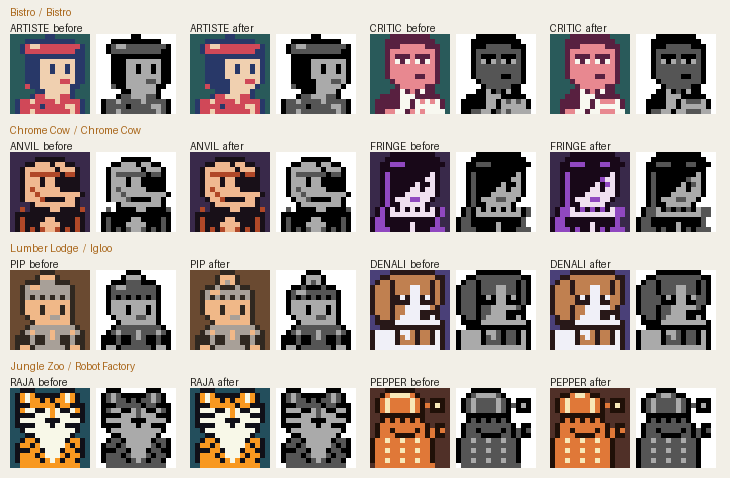 Bistro / Bistro
ARTISTE before ARTISTE after CRITIC before CRITIC after
Chrome Cow / Chrome Cow
ANVIL before ANVIL after FRINGE before FRINGE after
Lumber Lodge / Igloo
PIP before PIP after DENALI before DENALI after
Jungle Zoo / Robot Factory
RAJA before RAJA after PEPPER before PEPPER after